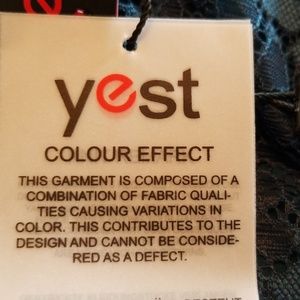 yest
COLOUR EFFECT
THIS GARMENT IS COMPOSED OF A
COMBINATION OF FABRIC QUALI-
TIES CAUSING VARIATIONS IN
COLOR. THIS CONTRIBUTES TO THE
DESIGN AND CANNOT BE CONSIDE-
RED AS A DEFECT.